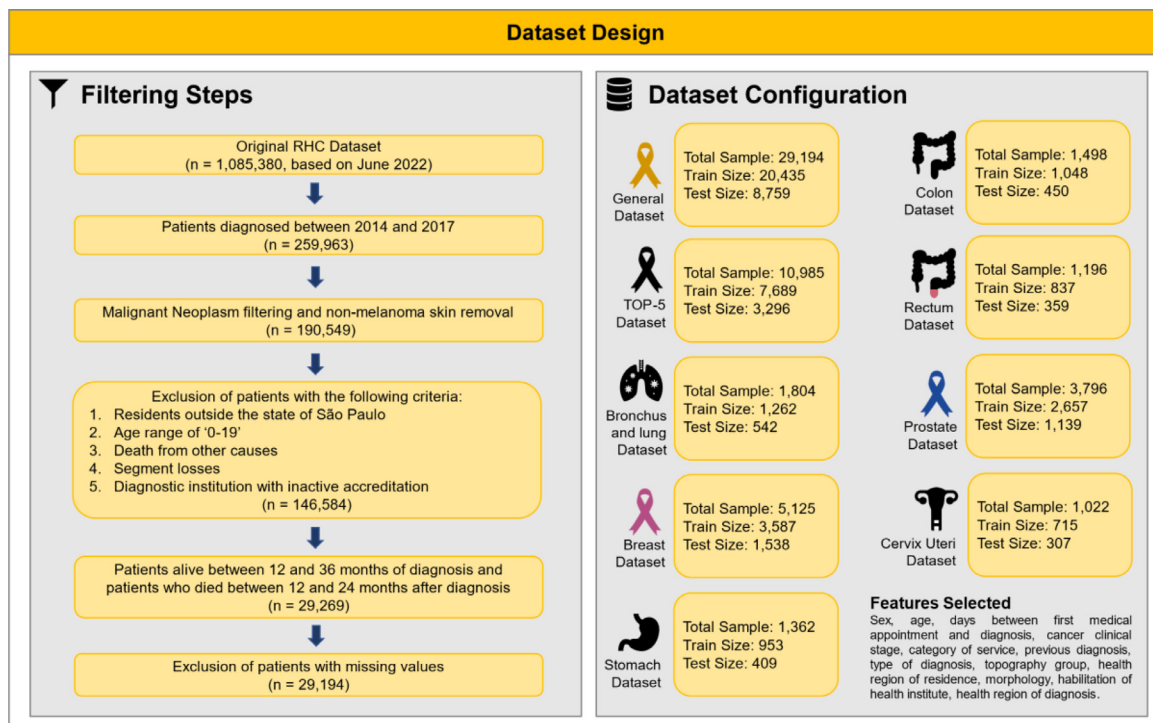 Dataset Design
Filtering Steps
Original RHC Dataset
(n = 1,085,380, based on June 2022)
Patients diagnosed between 2014 and 2017
(n = 259,963)
Malignant Neoplasm filtering and non-melanoma skin removal
(n = 190,549)
Exclusion of patients with the following criteria:
1. Residents outside the state of São Paulo
2. Age range of ‘0-19’
3. Death from other causes
4. Segment losses
5. Diagnostic institution with inactive accreditation
(n = 146,584)
Patients alive between 12 and 36 months of diagnosis and
patients who died between 12 and 24 months after diagnosis
(n = 29,269)
Exclusion of patients with missing values
(n = 29,194)
Dataset Configuration
General
Dataset
Total Sample: 29,194
Train Size: 20,435
Test Size: 8,759
TOP-5
Dataset
Total Sample: 10,985
Train Size: 7,689
Test Size: 3,296
Bronchus
and lung
Dataset
Total Sample: 1,804
Train Size: 1,262
Test Size: 542
Breast
Dataset
Total Sample: 5,125
Train Size: 3,587
Test Size: 1,538
Stomach
Dataset
Total Sample: 1,362
Train Size: 953
Test Size: 409
Colon
Dataset
Total Sample: 1,498
Train Size: 1,048
Test Size: 450
Rectum
Dataset
Total Sample: 1,196
Train Size: 837
Test Size: 359
Prostate
Dataset
Total Sample: 3,796
Train Size: 2,657
Test Size: 1,139
Cervix Uteri
Dataset
Total Sample: 1,022
Train Size: 715
Test Size: 307
Features Selected
Sex, age, days between first medical
appointment and diagnosis, cancer clinical
stage, category of service, previous diagnosis,
type of diagnosis, topography group, health
region of residence, morphology, habilitation of
health institute, health region of diagnosis.